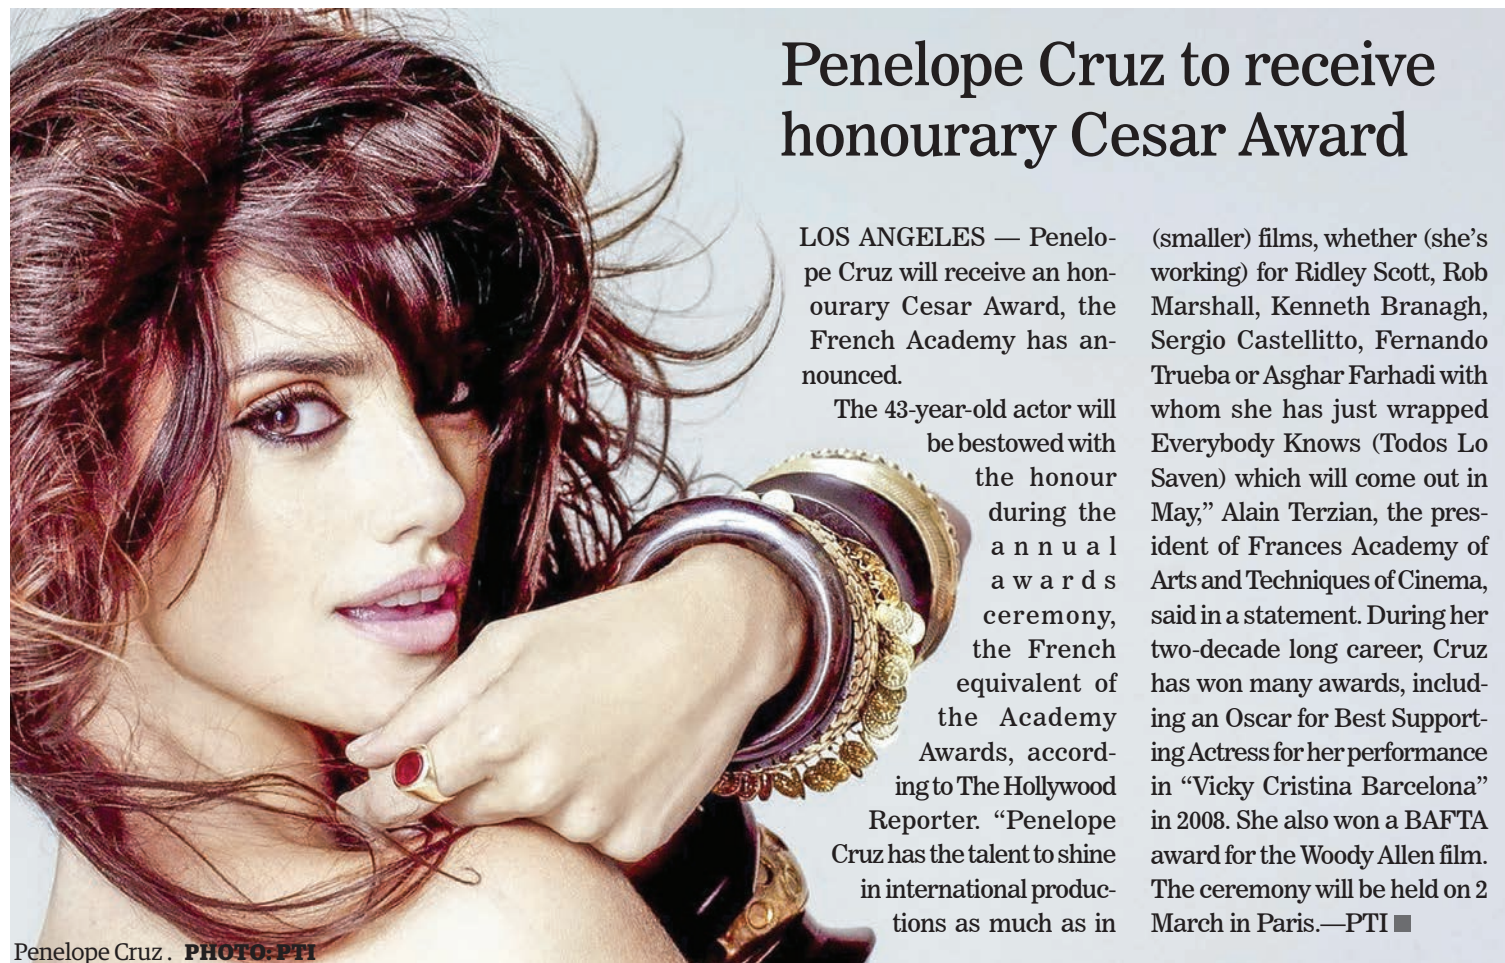 Penelope Cruz to receive
honourary Cesar Award
LOS ANGELES — Penelo-
pe Cruz will receive an hon-
ourary Cesar Award, the
French Academy has an-
nounced.
The 43-year-old actor will
be bestowed with
the honour
during the
annual
awards
ceremony,
the French
equivalent of
the Academy
Awards, accord-
ing to The Hollywood
Reporter. “Penelope
Cruz has the talent to shine
in international produc-
tions as much as in
(smaller) films, whether (she’s
working) for Ridley Scott, Rob
Marshall, Kenneth Branagh,
Sergio Castellitto, Fernando
Trueba or Asghar Farhadi with
whom she has just wrapped
Everybody Knows (Todos Lo
Saven) which will come out in
May,” Alain Terzian, the pres-
ident of Frances Academy of
Arts and Techniques of Cinema,
said in a statement. During her
two-decade long career, Cruz
has won many awards, includ-
ing an Oscar for Best Support-
ing Actress for her performance
in “Vicky Cristina Barcelona”
in 2008. She also won a BAFTA
award for the Woody Allen film.
The ceremony will be held on 2
March in Paris.—PTI ■
Penelope Cruz . PHOTO: PTI